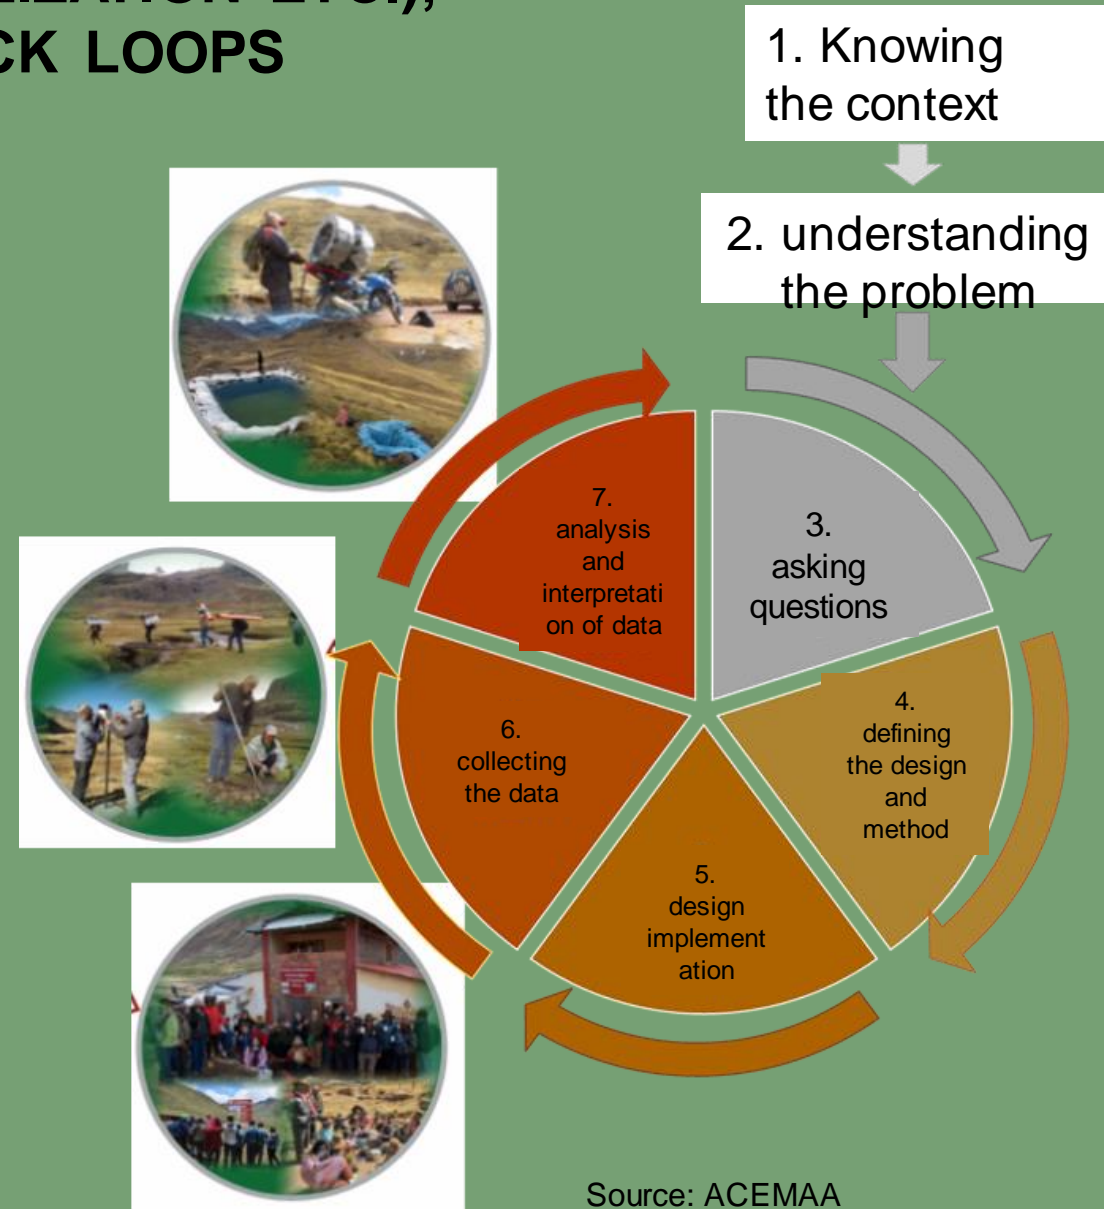 CK LOOPS
1. Knowing
the context
2. understanding
the problem
3.
asking
questions
4.
defining
the design
and
method
5.
design
implement
ation
6.
collecting
the data
7.
analysis
and
interpretati
on of data
Source: ACEMAA